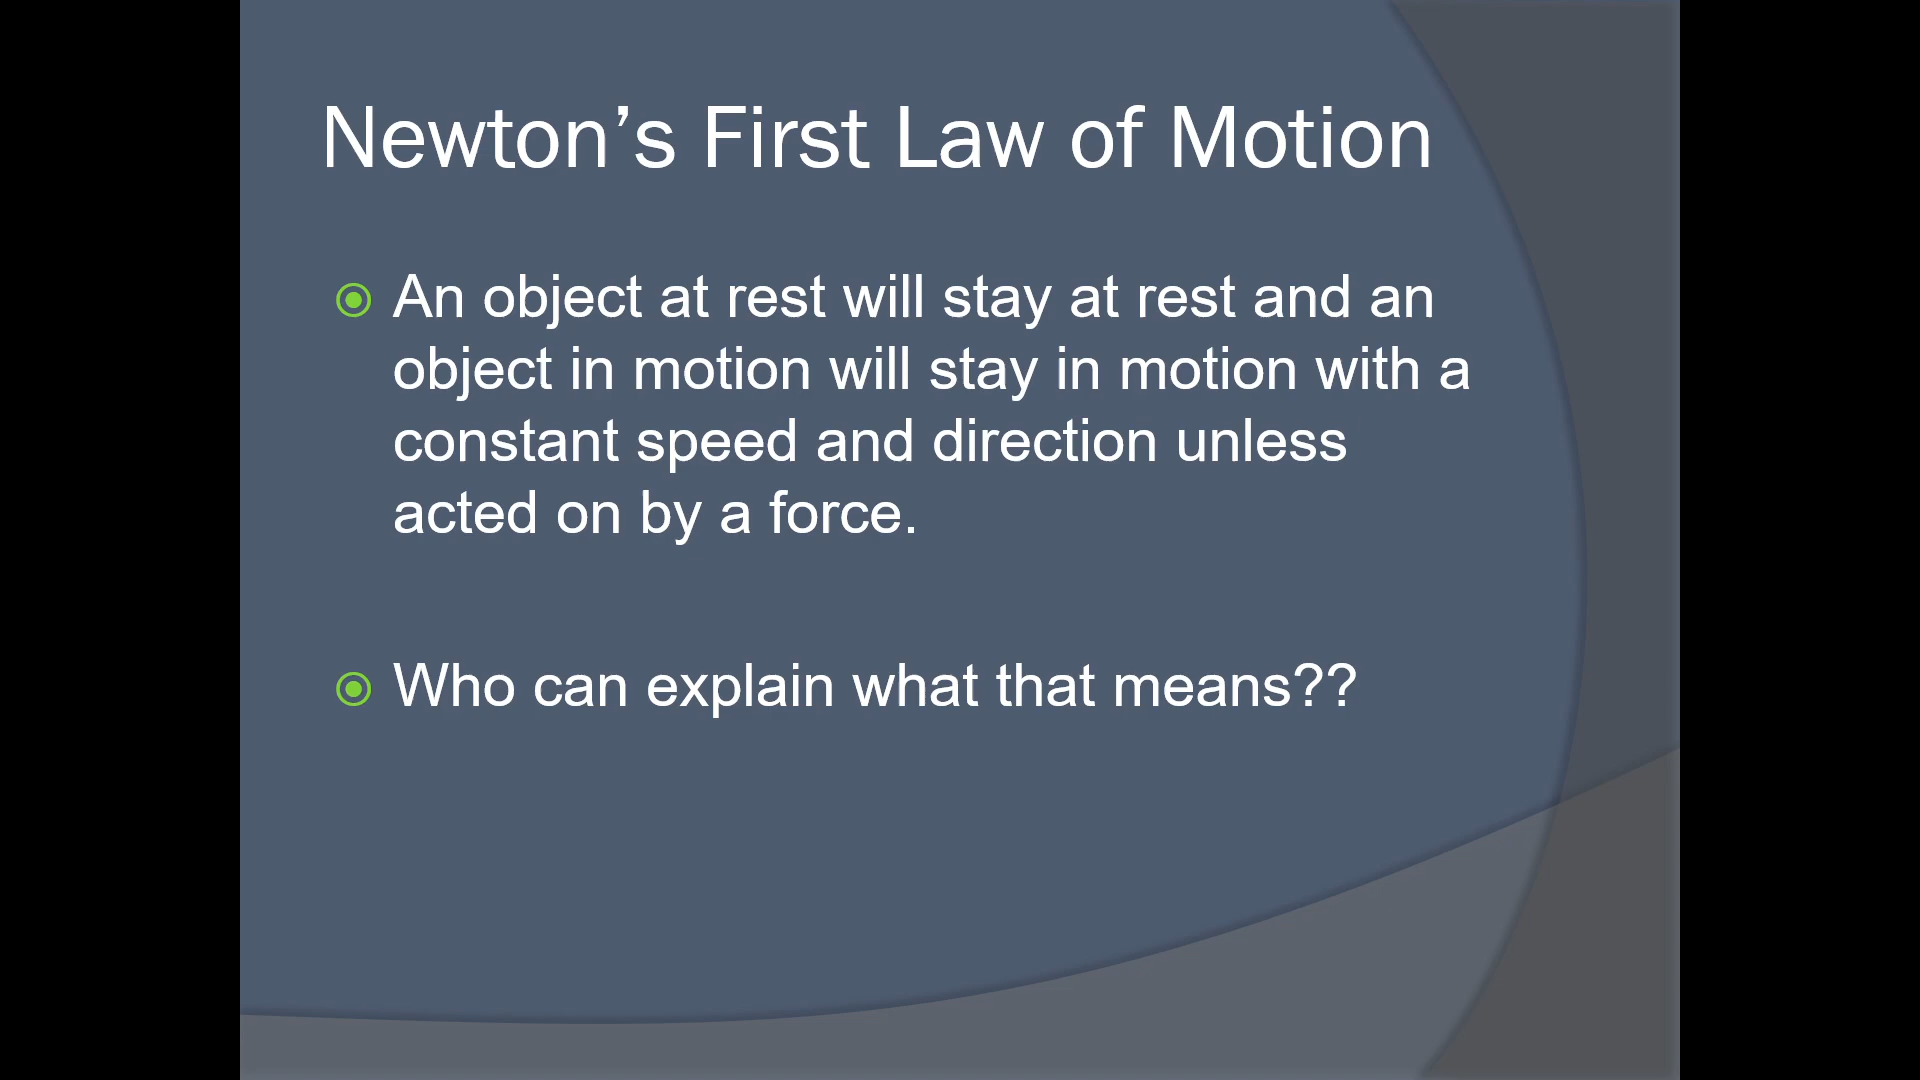 Newton’s First Law of Motion
An object at rest will stay at rest and an
object in motion will stay in motion with a
constant speed and direction unless
acted on by a force.
Who can explain what that means??